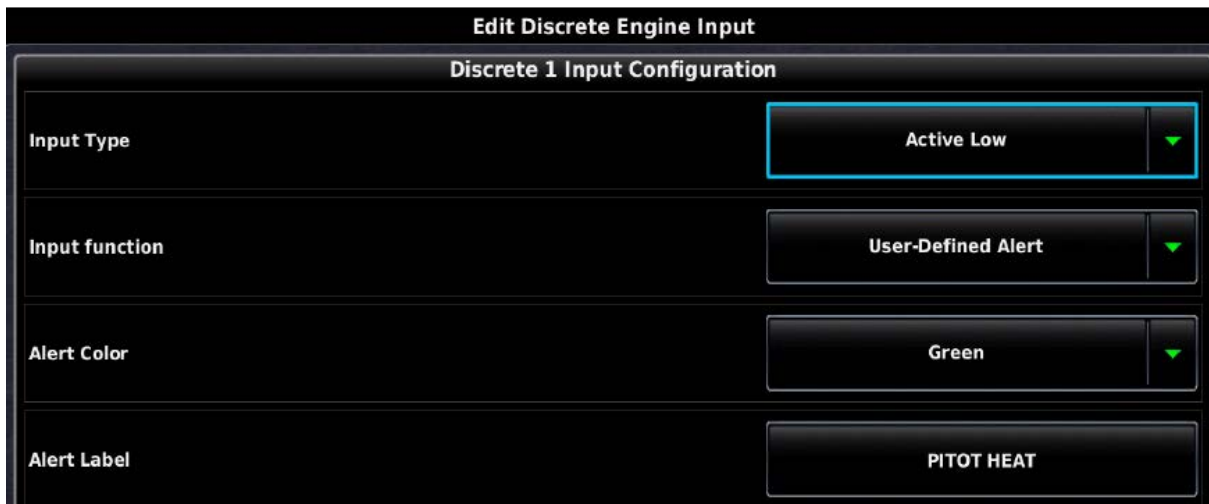 Edit Discrete Engine Input
Discrete 1 Input Configuration
Input Type
Active Low
Input function
User-Defined Alert
Alert Color
Green
Alert Label
PITOT HEAT